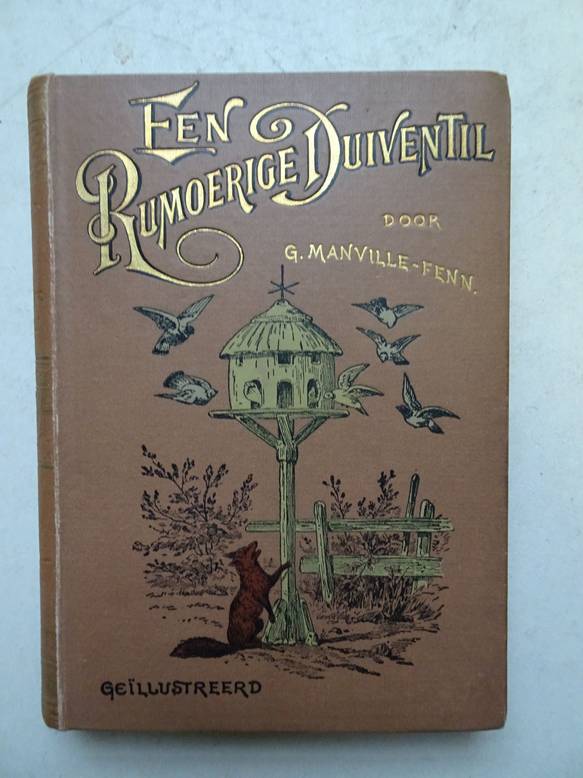 EEN
RUMOERIGE DUIVENTIL
DOOR
G. MANVILLE-FENN.
GEÏLLUSTREERD